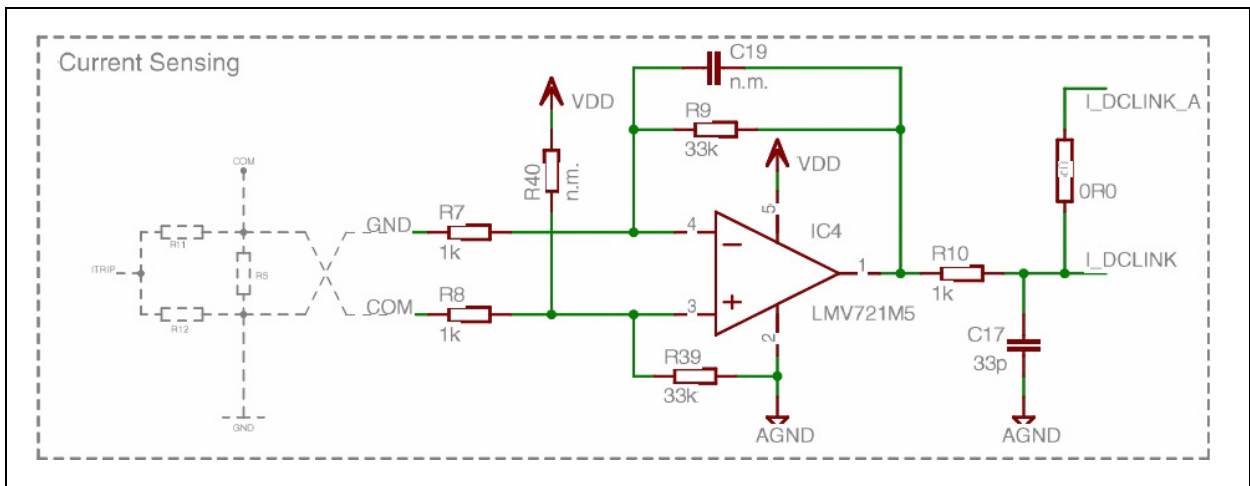 Current Sensing
C19
n.m.
VDD
R9
33k
VDD
I_DCLINK_A
0R0
R40
n.m.
COM
GND
R7
1k
5
4
IC4
R11
R5
ITRIP
R12
1
R10
1k
I_DCLINK
COM
R8
1k
3
LMV721M5
2
C17
33p
R39
33k
GND
AGND
AGND